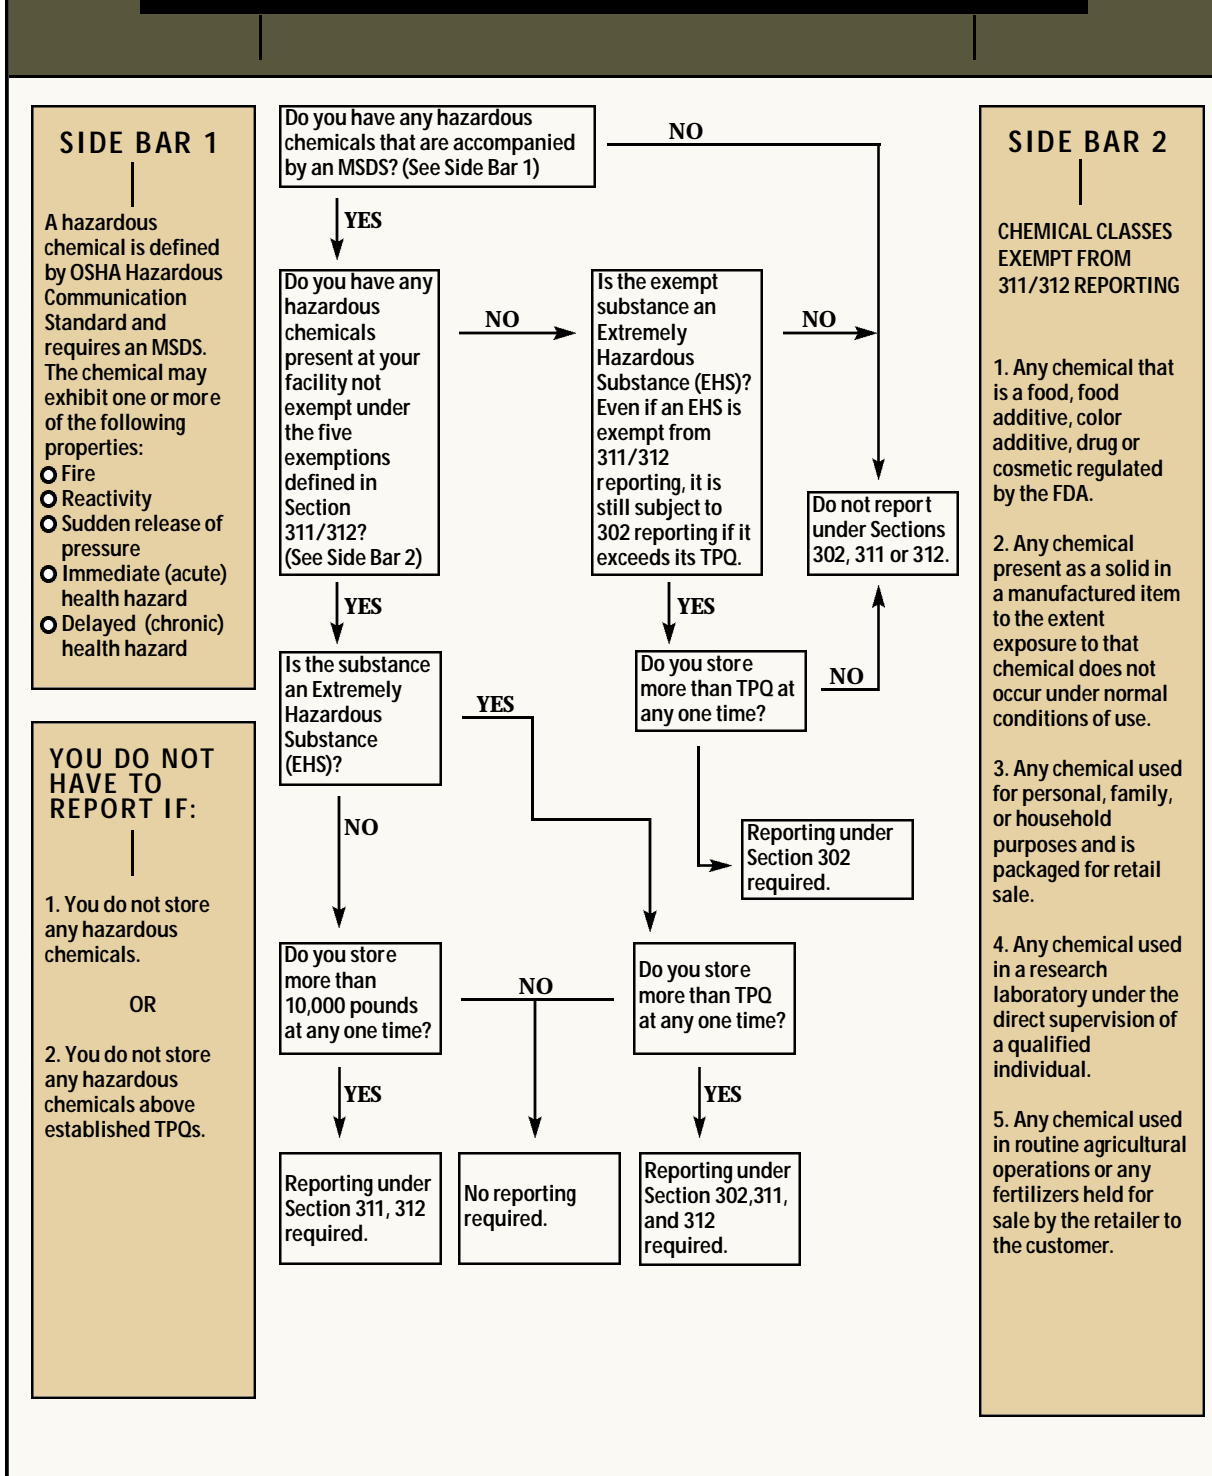 SIDE BAR 1
A hazardous
chemical is defined
by OSHA Hazardous
Communication
Standard and
requires an MSDS.
The chemical may
exhibit one or more
of the following
properties:
Fire
Reactivity
Sudden release of
pressure
Immediate (acute)
health hazard
Delayed (chronic)
health hazard
YOU DO NOT
HAVE TO
REPORT IF:
1. You do not store
any hazardous
chemicals.
OR
2. You do not store
any hazardous
chemicals above
established TPQs.
Do you have any hazardous
chemicals that are accompanied
by an MSDS? (See Side Bar 1)
NO
YES
Do you have any
hazardous
chemicals
present at your
facility not
exempt under
the five
exemptions
defined in
Section
311/312?
(See Side Bar 2)
NO
Is the exempt
substance an
Extremely
Hazardous
Substance (EHS)?
Even if an EHS is
exempt from
311/312
reporting, it is
still subject to
302 reporting if it
exceeds its TPQ.
NO
Do not report
under Sections
302, 311 or 312.
YES
YES
Is the substance
an Extremely
Hazardous
Substance
(EHS)?
YES
Do you store
more than TPQ at
any one time?
NO
NO
Reporting under
Section 302
required.
Do you store
more than
10,000 pounds
at any one time?
NO
Do you store
more than TPQ
at any one time?
YES
YES
Reporting under
Section 311, 312
required.
No reporting
required.
Reporting under
Section 302,311,
and 312
required.
SIDE BAR 2
CHEMICAL CLASSES
EXEMPT FROM
311/312 REPORTING
1. Any chemical that
is a food, food
additive, color
additive, drug or
cosmetic regulated
by the FDA.
2. Any chemical
present as a solid in
a manufactured item
to the extent
exposure to that
chemical does not
occur under normal
conditions of use.
3. Any chemical used
for personal, family,
or household
purposes and is
packaged for retail
sale.
4. Any chemical used
in a research
laboratory under the
direct supervision of
a qualified
individual.
5. Any chemical used
in routine agricultural
operations or any
fertilizers held for
sale by the retailer to
the customer.